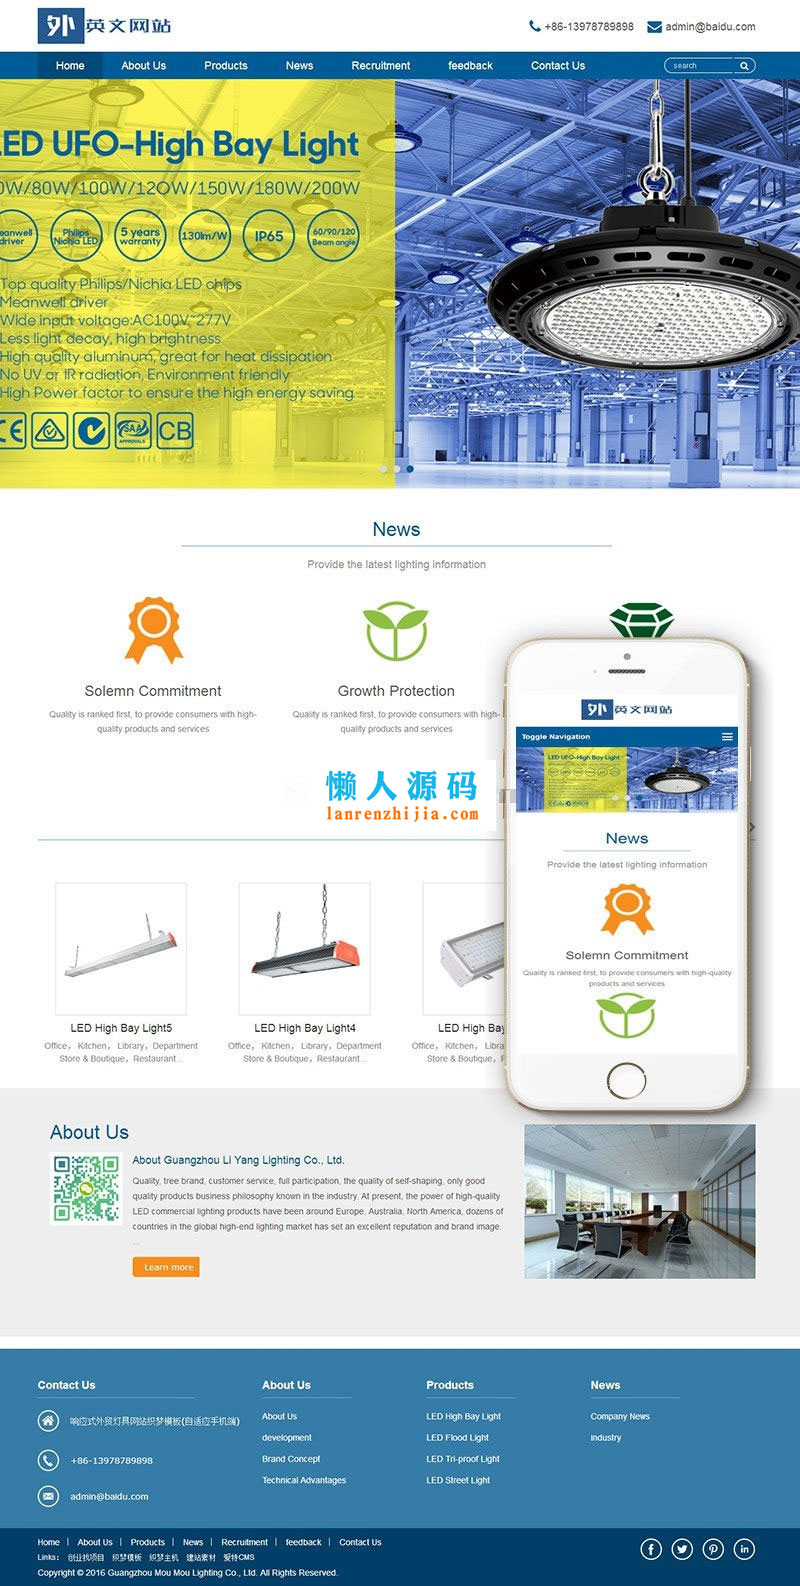 外 英文网站
+86-13978789898 admin@baidu.com
Home About Us Products News Recruitment feedback Contact Us search
LED UFO-High Bay Light
0W/80W/100W/120W/150W/180W/200W
eanwell driver
Philips Nichia LED
5 years warranty
130lm/W
IP65
60/90/120 Beam angle
Top quality Philips/Nichia LED chips
Meanwell driver
Wide input voltage:AC100V~277V
Less light decay, high brightness
High quality aluminum, great for heat dissipation
No UV or IR radiation, Environment friendly
High Power factor to ensure the high energy saving
CE SAA APPROVALS CB
News
Provide the latest lighting information
Solemn Commitment
Quality is ranked first, to provide consumers with high-
quality products and services
Growth Protection
Quality is ranked first, to provide consumers with high-
quality products and services
懒人源码
lanrenzhijia.com
LED High Bay Light5
Office， Kitchen， Library，Department
Store & Boutique，Restaurant...
LED High Bay Light4
Office， Kitchen， Library，Department
Store & Boutique，Restaurant...
LED High Bay
Office， Kitchen， Libra
Store & Boutique，R
外 英文网站
Toggle Navigation
LED UFO-High Bay Light
News
Provide the latest lighting information
Solemn Commitment
Quality is ranked first, to provide consumers with high-quality
products and services
About Us
About Guangzhou Li Yang Lighting Co., Ltd.
Quality, tree brand, customer service, full participation, the quality of self-shaping, only good
quality products business philosophy known in the industry. At present, the power of high-quality
LED commercial lighting products have been around Europe, Australia, North America, dozens of
countries in the global high-end lighting market has set an excellent reputation and brand image.
...
Learn more
Contact Us
响应式外贸灯具网站织梦模板(自适应手机端)
+86-13978789898
admin@baidu.com
About Us
About Us
development
Brand Concept
Technical Advantages
Products
LED High Bay Light
LED Flood Light
LED Tri-proof Light
LED Street Light
News
Company News
industry
Home | About Us | Products | News | Recruitment | feedback | Contact Us
Links： 创业找项目 织梦模板 织梦主机 建站素材 爱特CMS
Copyright © 2016 Guangzhou Mou Mou Lighting Co., Ltd. All Rights Reserved.